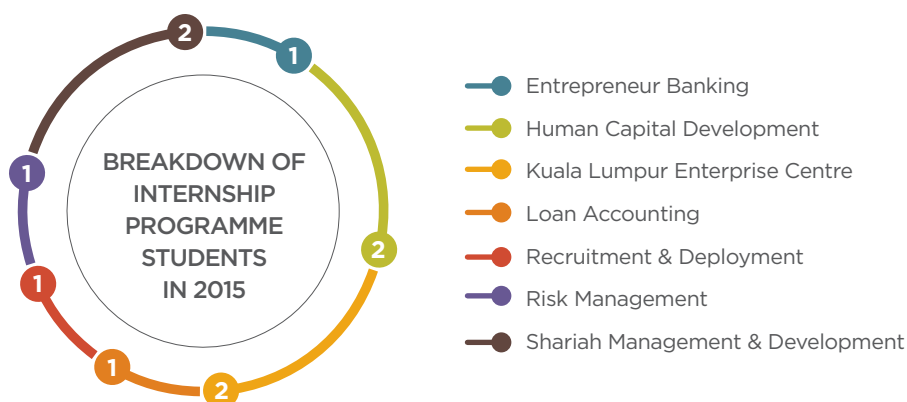 2
1
BREAKDOWN OF
INTERNSHIP
PROGRAMME
STUDENTS
IN 2015
1
2
1
1
2
Entrepreneur Banking
Human Capital Development
Kuala Lumpur Enterprise Centre
Loan Accounting
Recruitment & Deployment
Risk Management
Shariah Management & Development